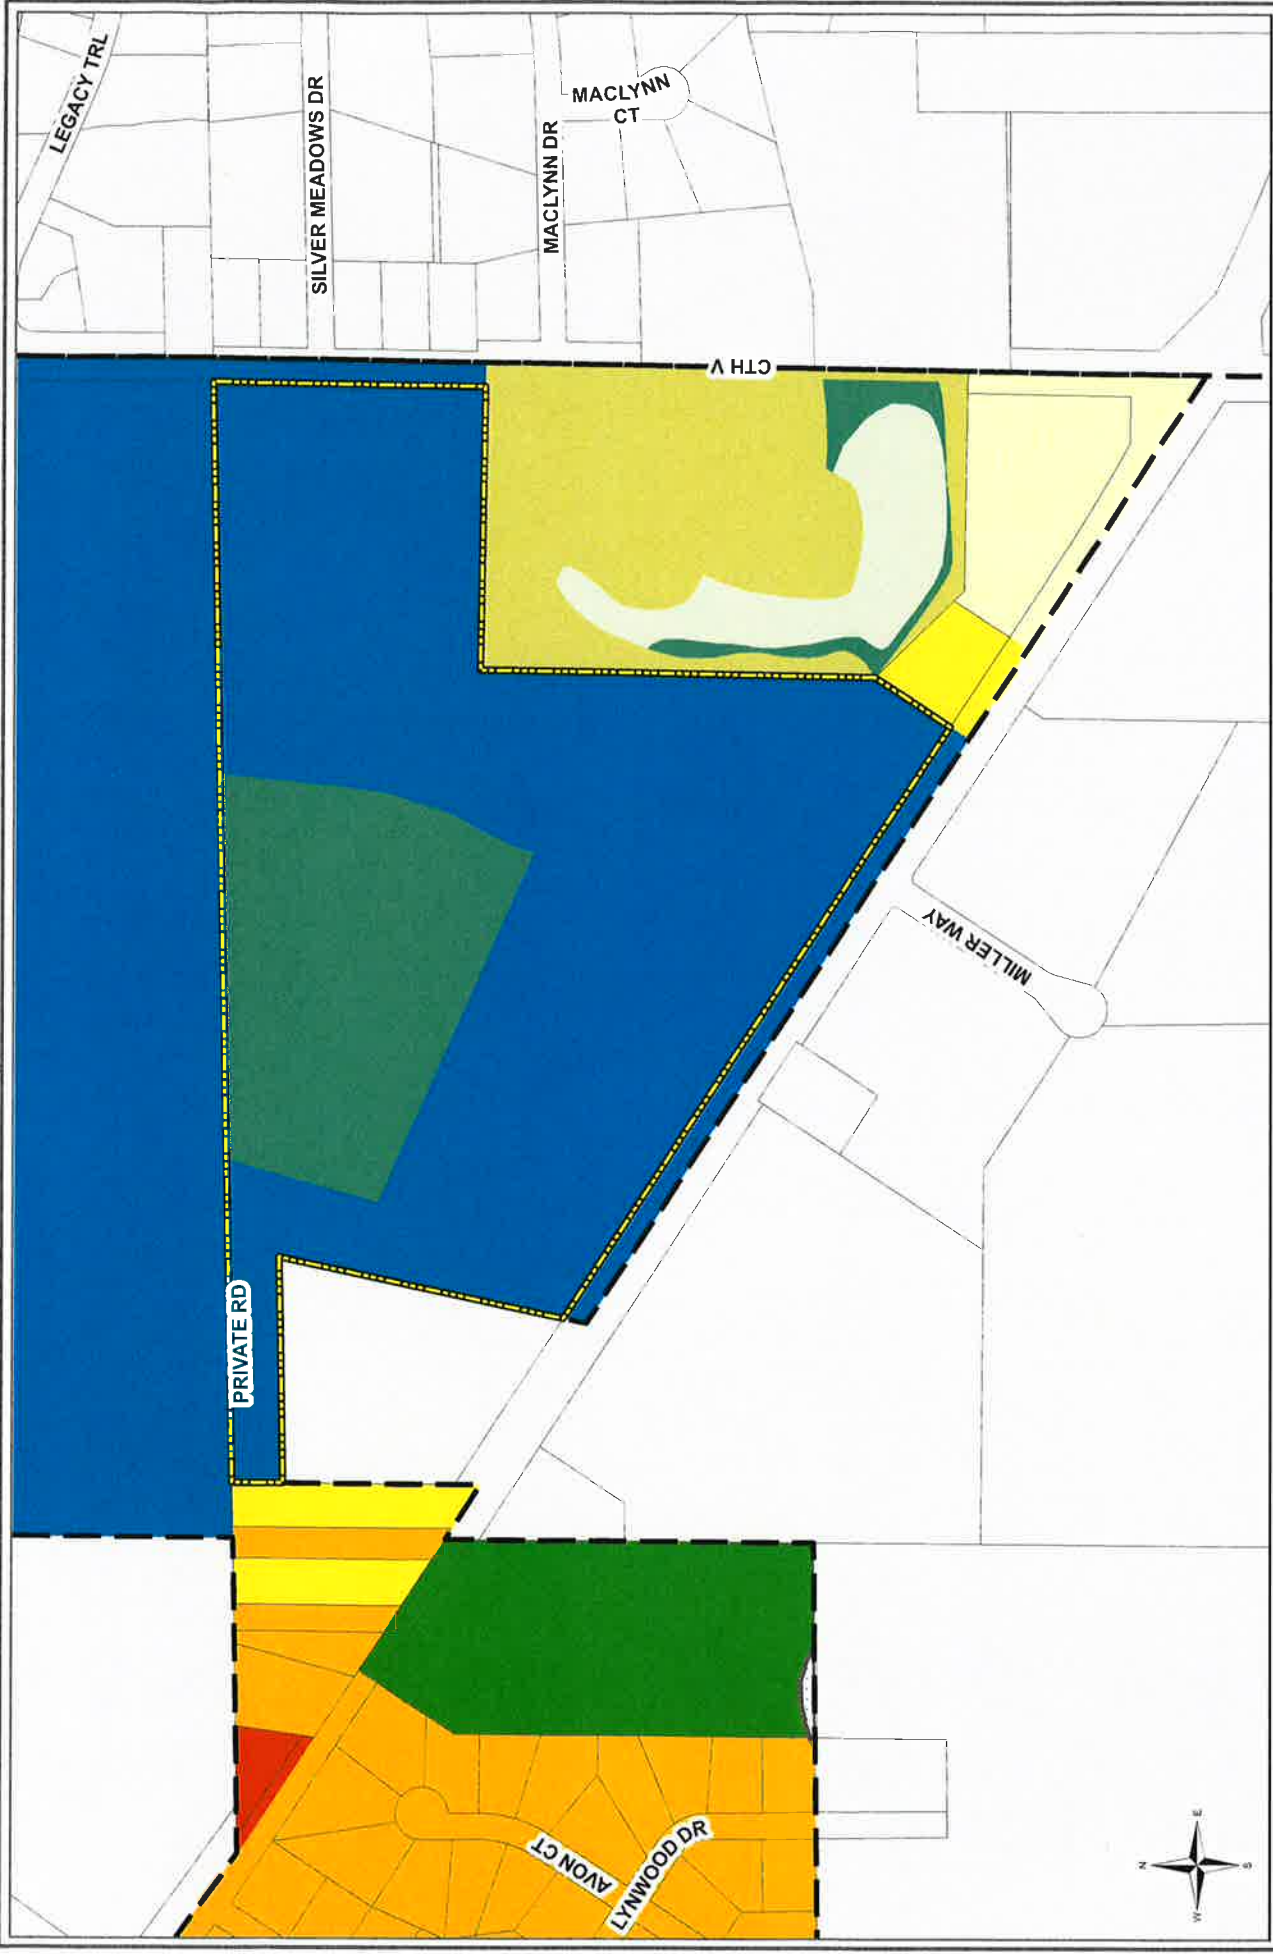 LEGACY TRL
SILVER MEADOWS DR
MACLYNN DR
MACLYNN
CT
CTH V
PRIVATE RD
MILLER WAY
AVON CT
LYNWOOD DR
N
W
E
S